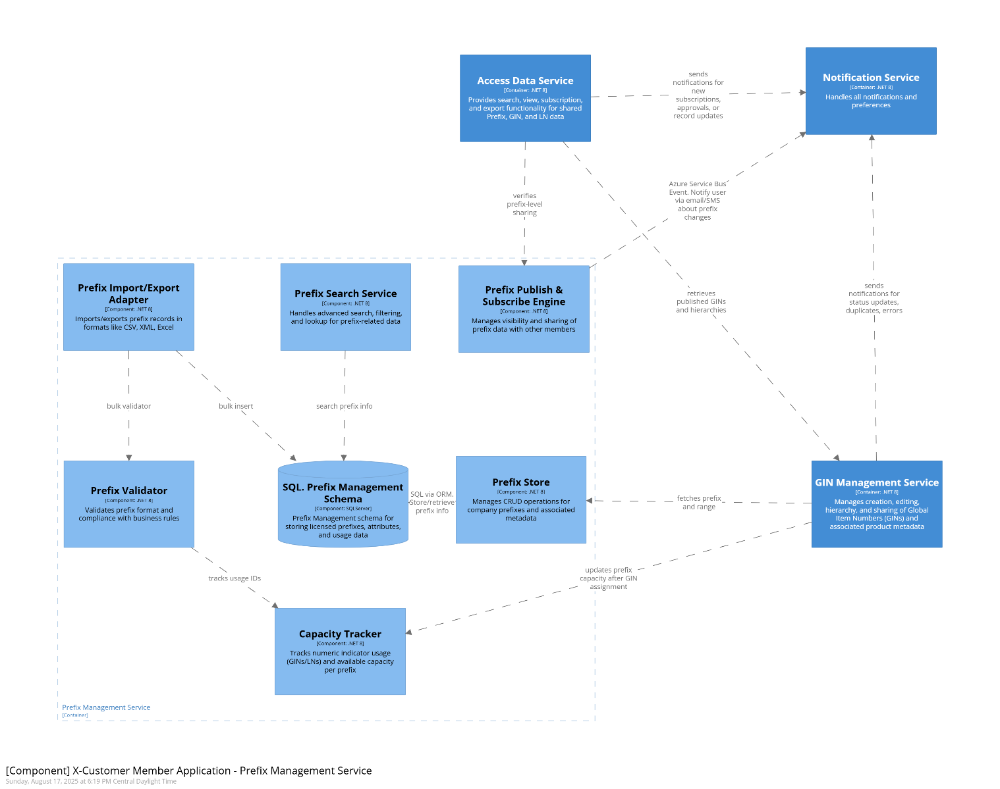 Access Data Service
[Container: .NET 8]
Provides search, view, subscription,
and export functionality for shared
Prefix, GIN, and LN data
sends
notifications for
new
subscriptions,
approvals, or
record updates
Notification Service
[Container: .NET 8]
Handles all notifications and
preferences
verifies
prefix-level
sharing
Azure Service Bus
Event. Notify user
via email/SMS
about prefix
changes
Prefix Import/Export
Adapter
[Component: .NET 8]
Imports/exports prefix records in
formats like CSV, XML, Excel
Prefix Search Service
[Component: .NET 8]
Handles advanced search, filtering,
and lookup for prefix-related data
Prefix Publish &
Subscribe Engine
[Component: .NET 8]
Manages visibility and sharing of
prefix data with other members
retrieves
published GINs
and hierarchies
sends
notifications for
status updates,
duplicates, errors
bulk validator
bulk insert
search prefix info
Prefix Validator
[Component: .NET 8]
Validates prefix format and
compliance with business rules
SQL. Prefix Management
Schema
[Component: SQLServer]
Prefix Management schema for
storing licensed prefixes, attributes,
and usage data
SQL via ORM.
Store/retrieve
prefix info
Prefix Store
[Component: .NET 8]
Manages CRUD operations for
company prefixes and associated
metadata
fetches prefix
and range
GIN Management Service
[Container: .NET 8]
Manages creation, editing,
hierarchy, and sharing of Global
Item Numbers (GINs) and
associated product metadata
tracks usage IDs
updates prefix
capacity after GIN
assignment
Capacity Tracker
[Component: .NET 8]
Tracks numeric indicator usage
(GINs/LNs) and available capacity
per prefix
Prefix Management Service
[Container]
[Component] X-Customer Member Application - Prefix Management Service
Sunday, August 17, 2025 at 6:19 PM Central Daylight Time